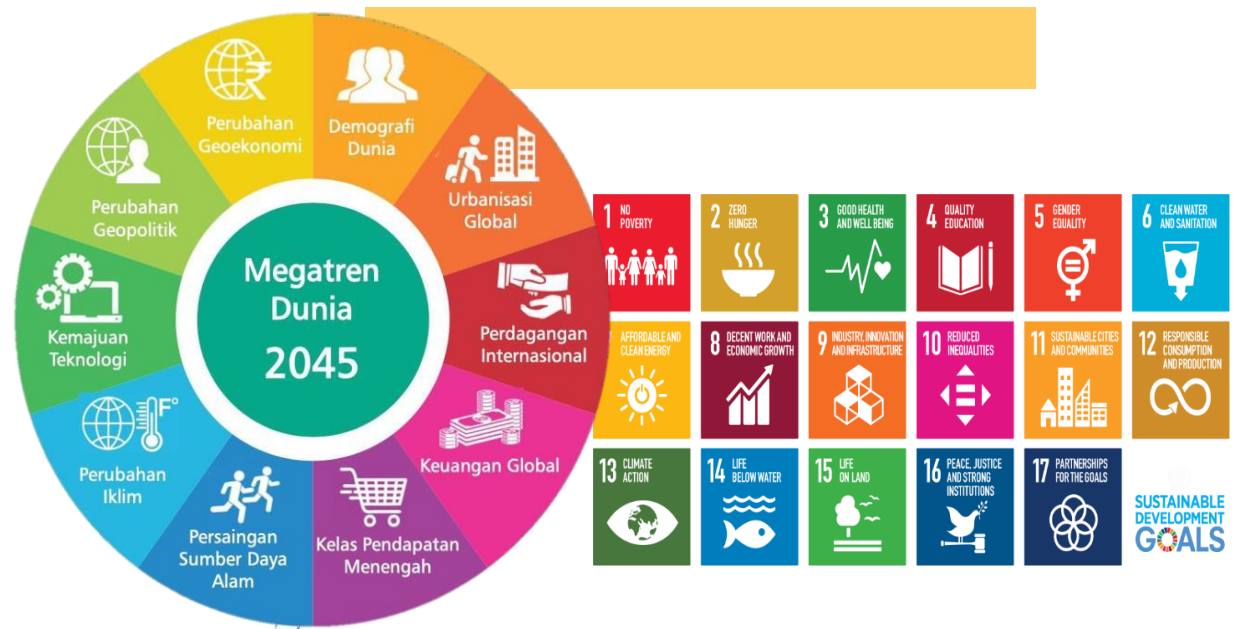 Perubahan
Geoekonomi
Demografi
Dunia
Urbanisasi
Global
Perdagangan
Internasional
Keuangan Global
Kelas Pendapatan
Menengah
Persaingan
Sumber Daya
Alam
Perubahan
Iklim
F°
Kemajuan
Teknologi
Perubahan
Geopolitik
Megatren
Dunia
2045
1 NO
POVERTY
2 ZERO
HUNGER
3 GOOD HEALTH
AND WELL BEING
4 QUALITY
EDUCATION
5 GENDER
EQUALITY
6 CLEAN WATER
AND SANITATION
AFFORDABLE AND
CLEAN ENERGY
8 DECENT WORK AND
ECONOMIC GROWTH
9 INDUSTRY, INNOVATION
AND INFRASTRUCTURE
10 REDUCED
INEQUALITIES
11 SUSTAINABLE CITIES
AND COMMUNITIES
12 RESPONSIBLE
CONSUMPTION
AND PRODUCTION
13 CLIMATE
ACTION
14 LIFE
BELOW WATER
15 LIFE
ON LAND
16 PEACE, JUSTICE
AND STRONG
INSTITUTIONS
17 PARTNERSHIPS
FOR THE GOALS
SUSTAINABLE
DEVELOPMENT
GOALS